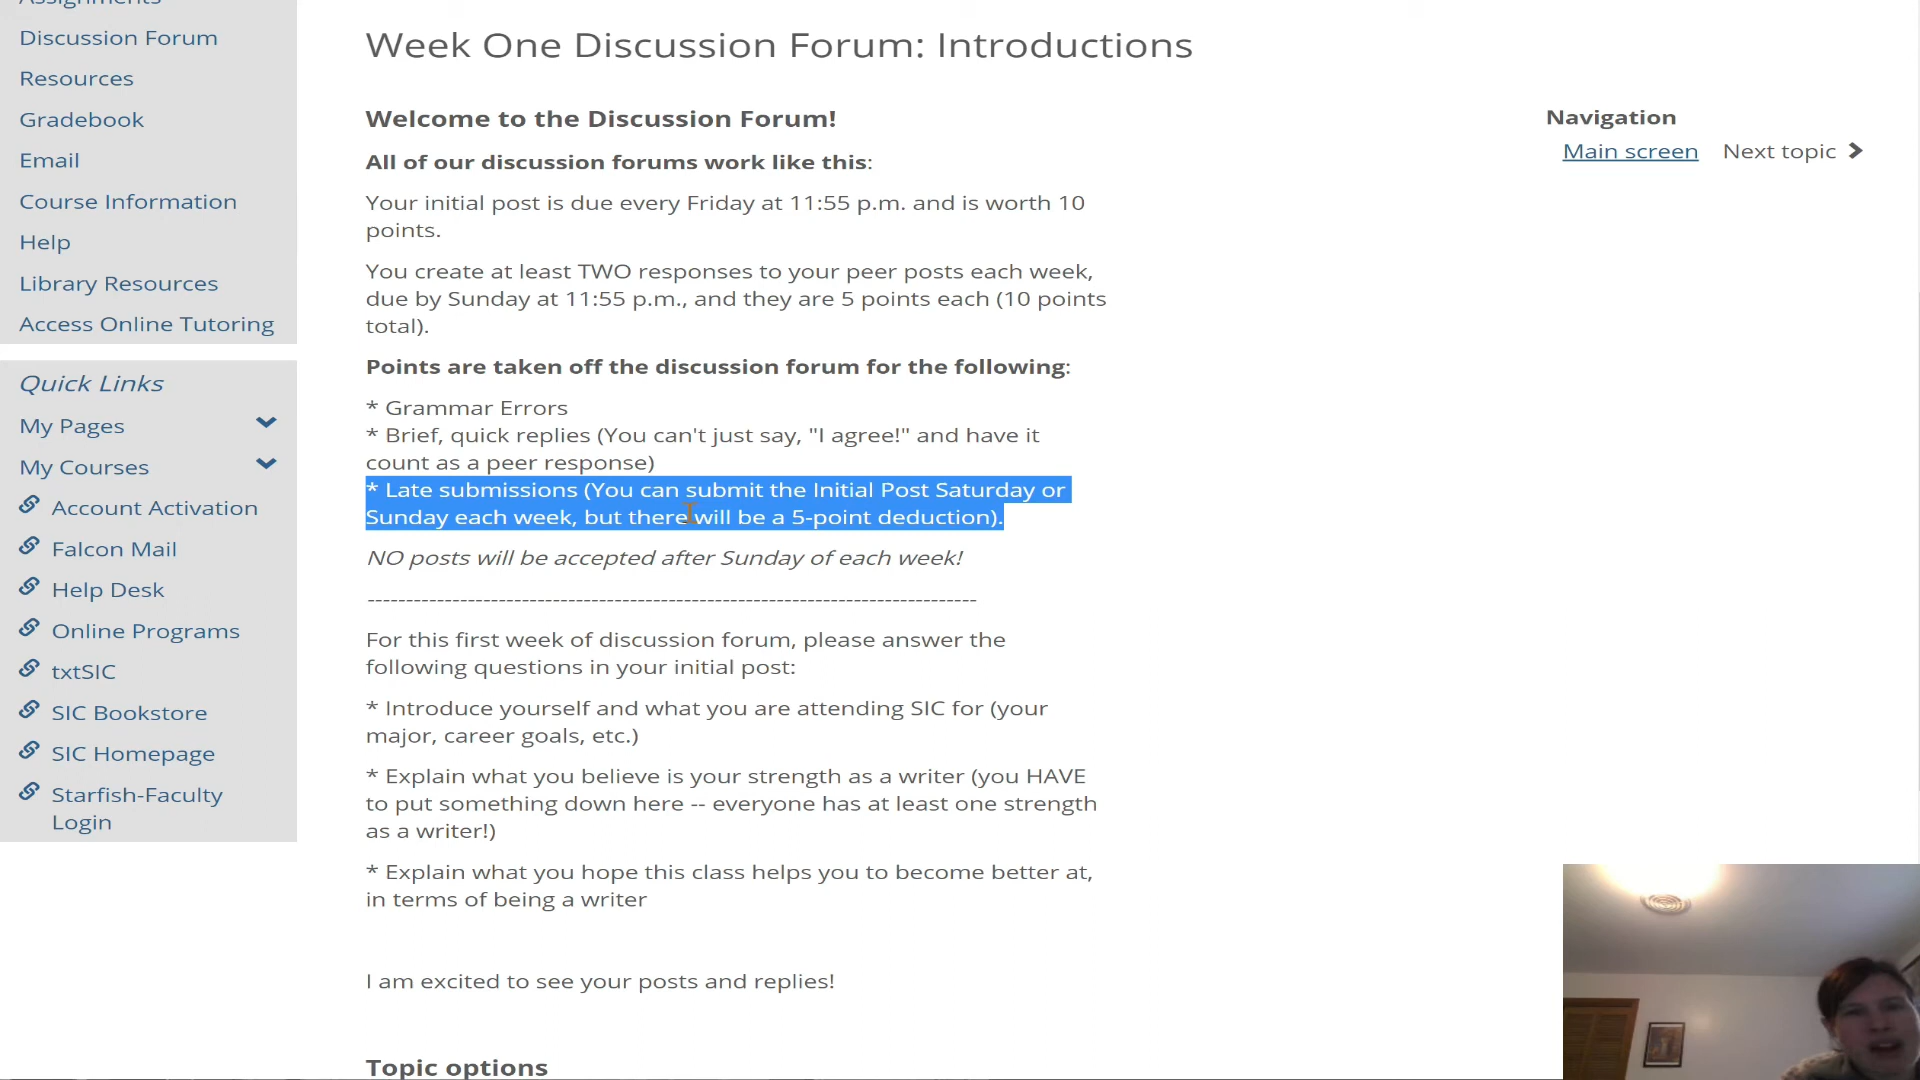 Assignments
Discussion Forum
Resources
Gradebook
Email
Course Information
Help
Library Resources
Access Online Tutoring
Quick Links
My Pages
My Courses
Account Activation
Falcon Mail
Help Desk
Online Programs
txtSIC
SIC Bookstore
SIC Homepage
Starfish-Faculty
Login
Week One Discussion Forum: Introductions
Welcome to the Discussion Forum!
All of our discussion forums work like this:
Your initial post is due every Friday at 11:55 p.m. and is worth 10
points.
You create at least TWO responses to your peer posts each week,
due by Sunday at 11:55 p.m., and they are 5 points each (10 points
total).
Points are taken off the discussion forum for the following:
* Grammar Errors
* Brief, quick replies (You can't just say, "I agree!" and have it
count as a peer response)
* Late submissions (You can submit the Initial Post Saturday or
Sunday each week, but there will be a 5-point deduction).
NO posts will be accepted after Sunday of each week!
--------------------------------------------------------------------------------
For this first week of discussion forum, please answer the
following questions in your initial post:
* Introduce yourself and what you are attending SIC for (your
major, career goals, etc.)
* Explain what you believe is your strength as a writer (you HAVE
to put something down here -- everyone has at least one strength
as a writer!)
* Explain what you hope this class helps you to become better at,
in terms of being a writer
I am excited to see your posts and replies!
Topic options
Navigation
Main screen Next topic